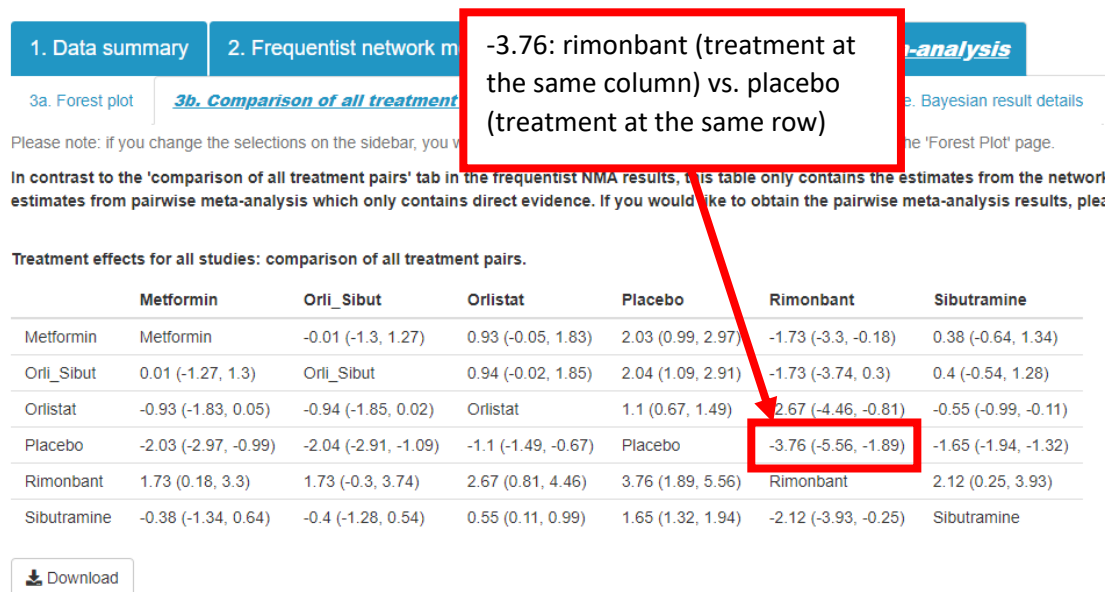 1. Data summary
2. Frequentist network m
-analysis
-3.76: rimonbant (treatment at
the same column) vs. placebo
(treatment at the same row)
3a. Forest plot
3b. Comparison of all treatment
e. Bayesian result details
Please note: if you change the selections on the sidebar, you w
he 'Forest Plot' page.
In contrast to the 'comparison of all treatment pairs' tab in the frequentist NMA results, this table only contains the estimates from the network
estimates from pairwise meta-analysis which only contains direct evidence. If you would like to obtain the pairwise meta-analysis results, plea
Treatment effects for all studies: comparison of all treatment pairs.
Metformin Orli_Sibut Orlistat Placebo Rimonbant Sibutramine
Metformin Metformin -0.01 (-1.3, 1.27) 0.93 (-0.05, 1.83) 2.03 (0.99, 2.97) -1.73 (-3.3, -0.18) 0.38 (-0.64, 1.34)
Orli_Sibut 0.01 (-1.27, 1.3) Orli_Sibut 0.94 (-0.02, 1.85) 2.04 (1.09, 2.91) -1.73 (-3.74, 0.3) 0.4 (-0.54, 1.28)
Orlistat -0.93 (-1.83, 0.05) -0.94 (-1.85, 0.02) Orlistat 1.1 (0.67, 1.49) 2.67 (-4.46, -0.81) -0.55 (-0.99, -0.11)
Placebo -2.03 (-2.97, -0.99) -2.04 (-2.91, -1.09) -1.1 (-1.49, -0.67) Placebo -3.76 (-5.56, -1.89) -1.65 (-1.94, -1.32)
Rimonbant 1.73 (0.18, 3.3) 1.73 (-0.3, 3.74) 2.67 (0.81, 4.46) 3.76 (1.89, 5.56) Rimonbant 2.12 (0.25, 3.93)
Sibutramine -0.38 (-1.34, 0.64) -0.4 (-1.28, 0.54) 0.55 (0.11, 0.99) 1.65 (1.32, 1.94) -2.12 (-3.93, -0.25) Sibutramine
Download